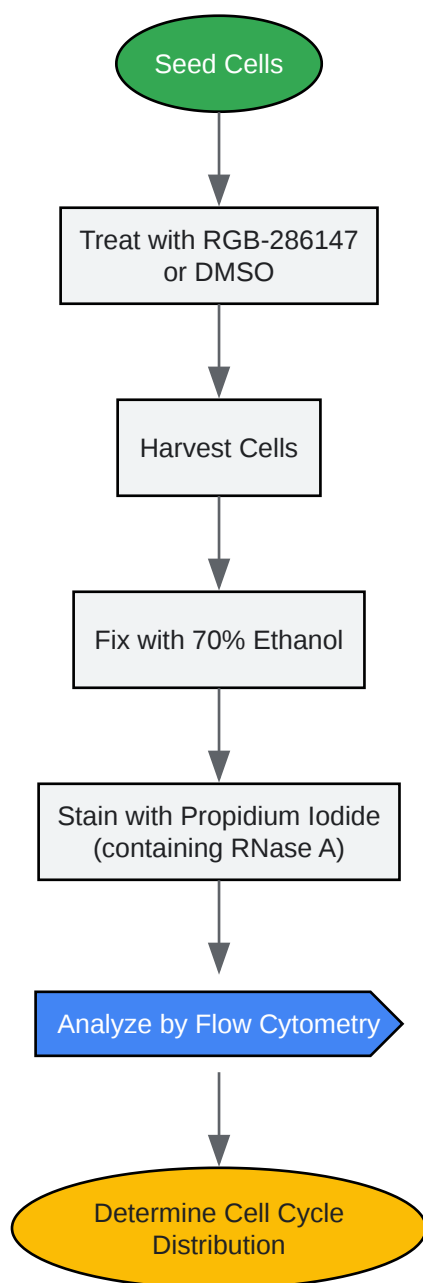 Seed Cells
Treat with RGB-286147
or DMSO
Harvest Cells
Fix with 70% Ethanol
Stain with Propidium Iodide
(containing RNase A)
Analyze by Flow Cytometry
Determine Cell Cycle
Distribution